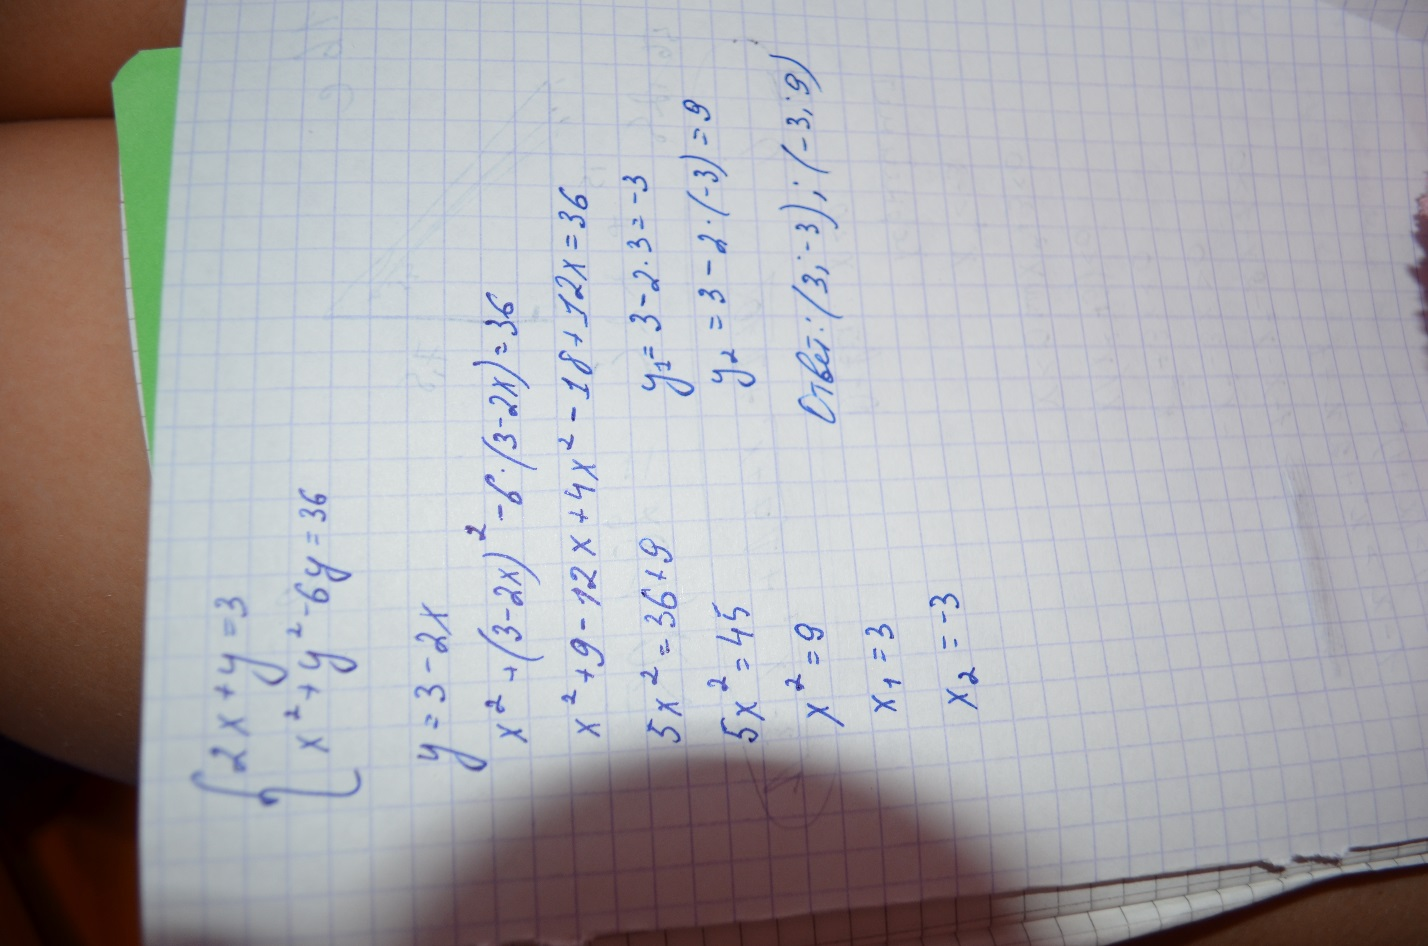 { 2x+y=3
x²+y²-6y=36
y=3-2x
x²+(3-2x)²-6·(3-2x)=36
x²+9-12x+4x²-18+12x=36
5x²=36+9
5x²=45
x²=9
x₁=3
x₂=-3
y₁=3-2·3=-3
y₂=3-2·(-3)=9
Ответ: (3;-3); (-3;9)